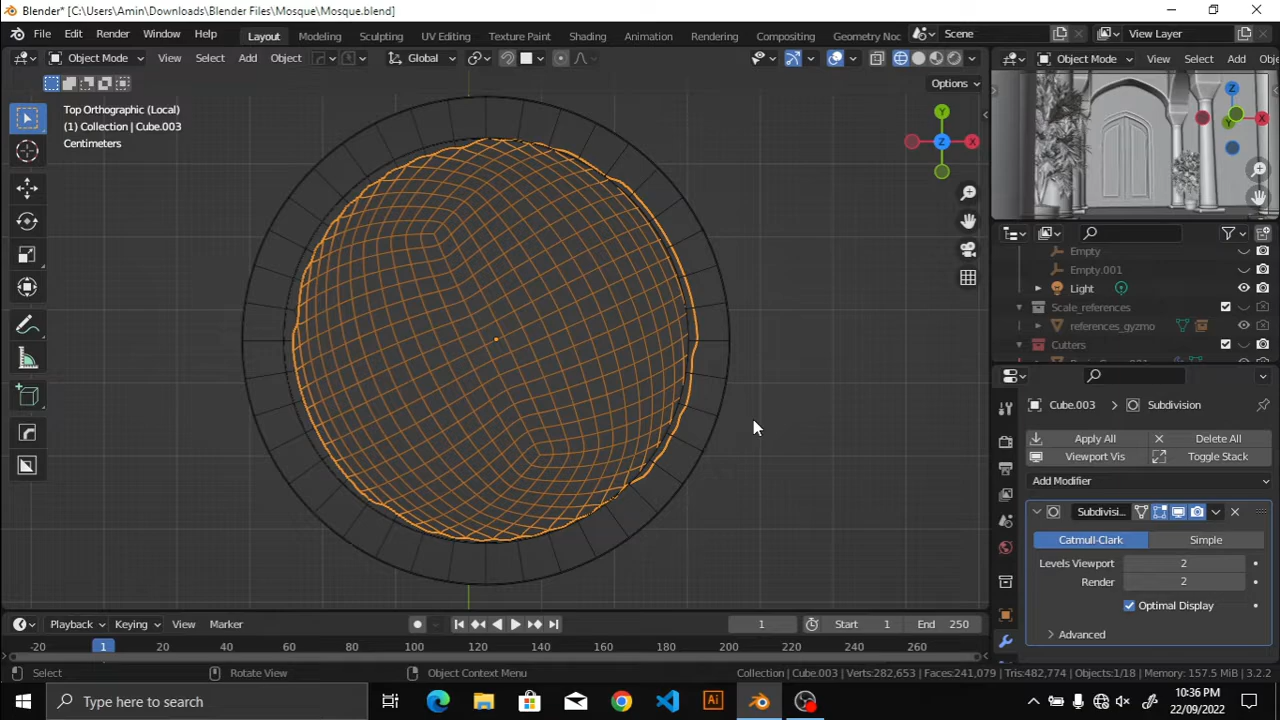 Blender* [C:\Users\Amin\Downloads\Blender Files\Mosque\Mosque.blend]
File Edit Render Window Help
Layout Modeling Sculpting UV Editing Texture Paint Shading Animation Rendering Compositing Geometry Noc
Scene
View Layer
Object Mode View Select Add Object
Global
Object Mode View Select Add Obje
Options
Top Orthographic (Local)
(1) Collection | Cube.003
Centimeters
Y
X
Z
Z
X
Y
Empty
Empty.001
Light
Scale_references
references_gyzmo
Cutters
Cube.003 > Subdivision
Apply All Delete All
Viewport Vis Toggle Stack
Add Modifier
Subdivisi...
Catmull-Clark Simple
Levels Viewport 2
Render 2
Optimal Display
Advanced
Playback Keying View Marker
1 Start 1 End 250
-20 1 20 40 60 80 100 120 140 160 180 200 220 240 260
Select Rotate View Object Context Menu
Collection | Cube.003 | Verts:282,653 | Faces:241,079 | Tris:482,774 | Objects:1/18 | Memory: 157.5 MiB | 3.2.2
Type here to search
Ai
10:36 PM
22/09/2022